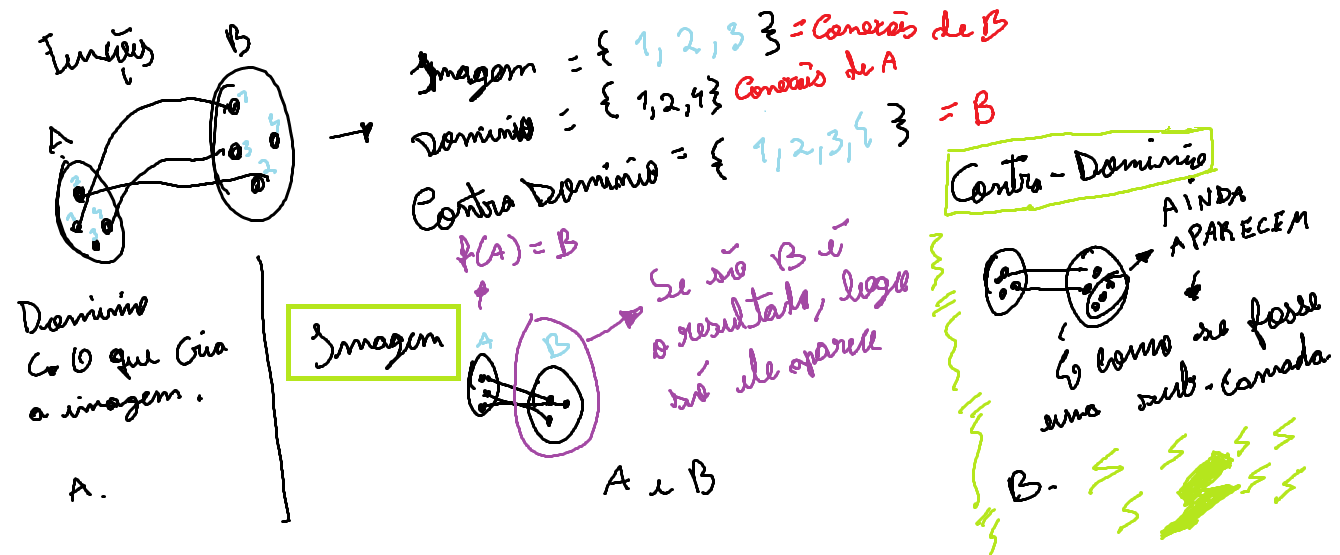 Funções
B
A
1
4
3
2
2
1
4
3
Imagem = { 1, 2, 3 } = Conexões de B
Dominio = { 1,2,4} Conexões de A
Contra Dominio = { 1,2,3,4 } = B
Dominio
O que Cria
a imagem.
A.
f(A) = B
Imagem
A
B
Se só B é
o resultado, logo
só ele aparece
A e B
Contra-Dominio
AINDA
APARECEM
É como se fosse
uma sub-camada
B.